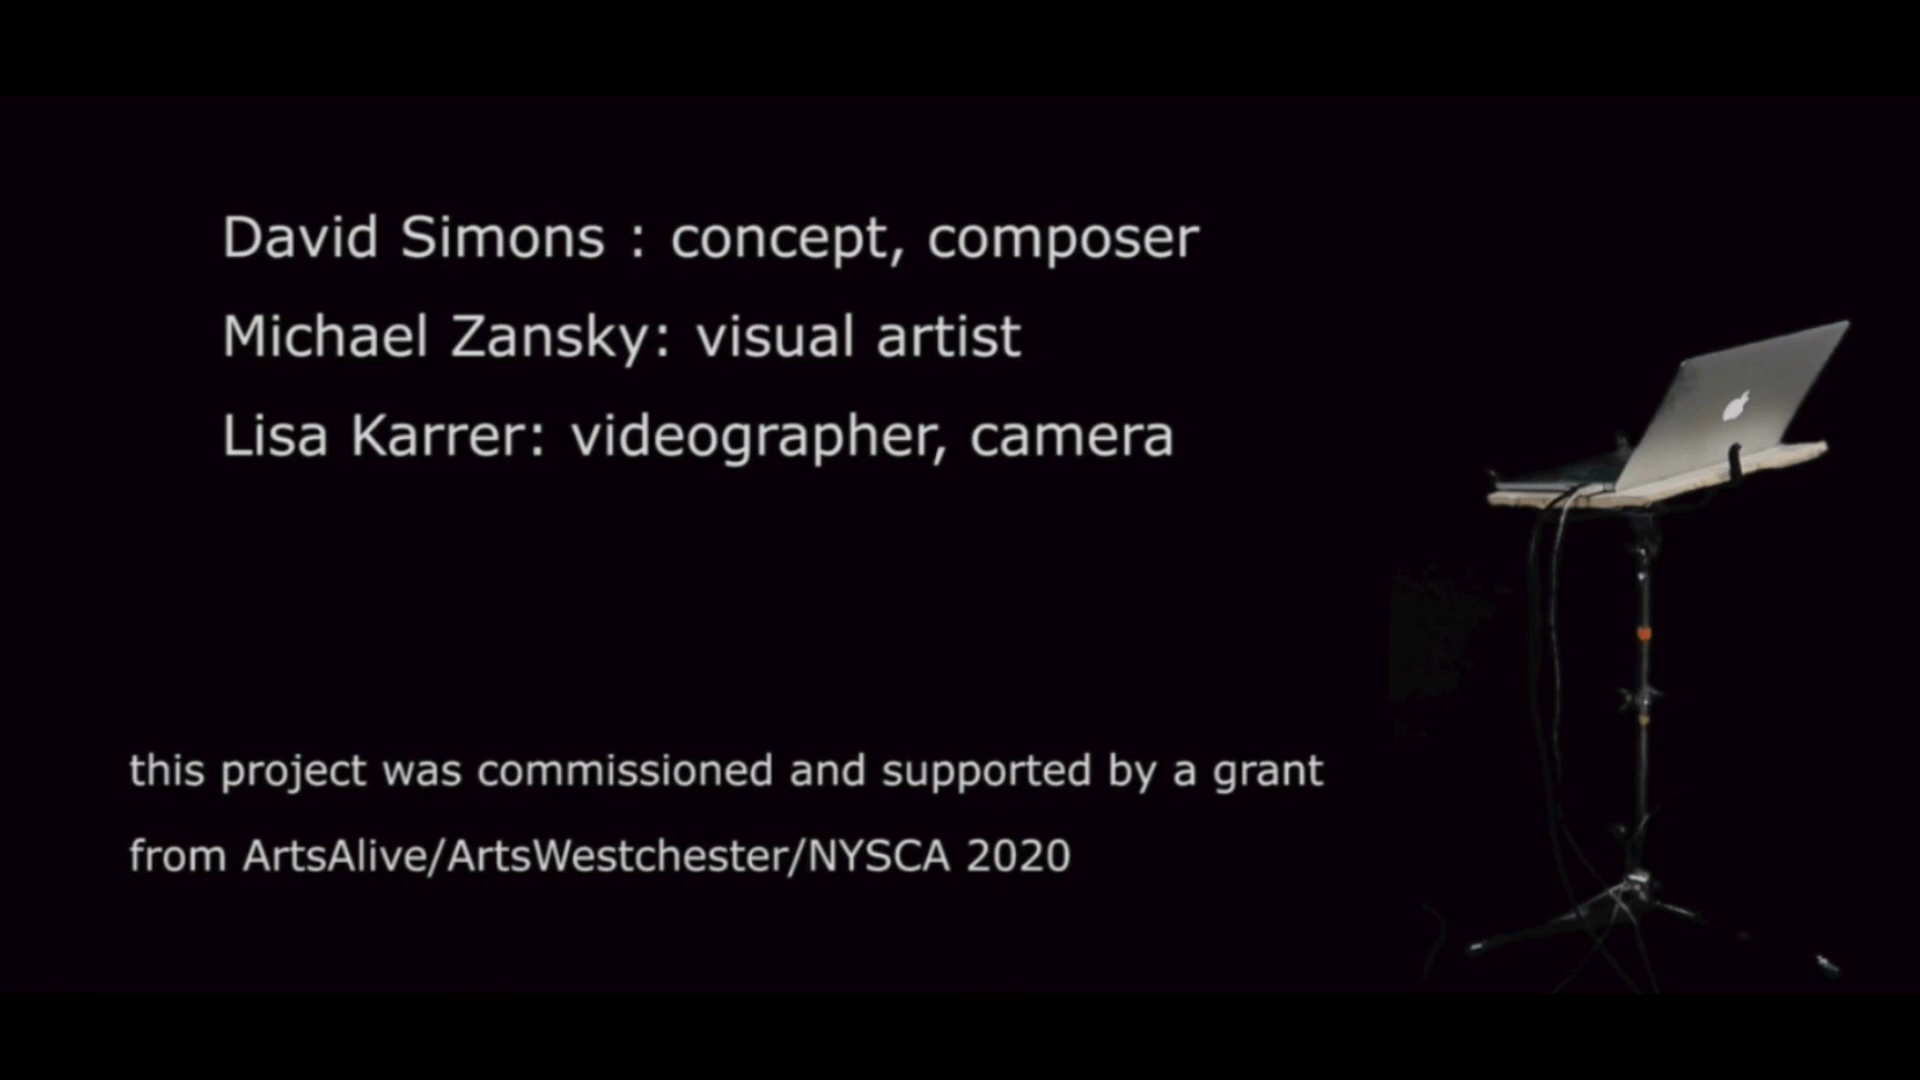 David Simons : concept, composer
Michael Zansky: visual artist
Lisa Karrer: videographer, camera
this project was commissioned and supported by a grant
from ArtsAlive/ArtsWestchester/NYSCA 2020